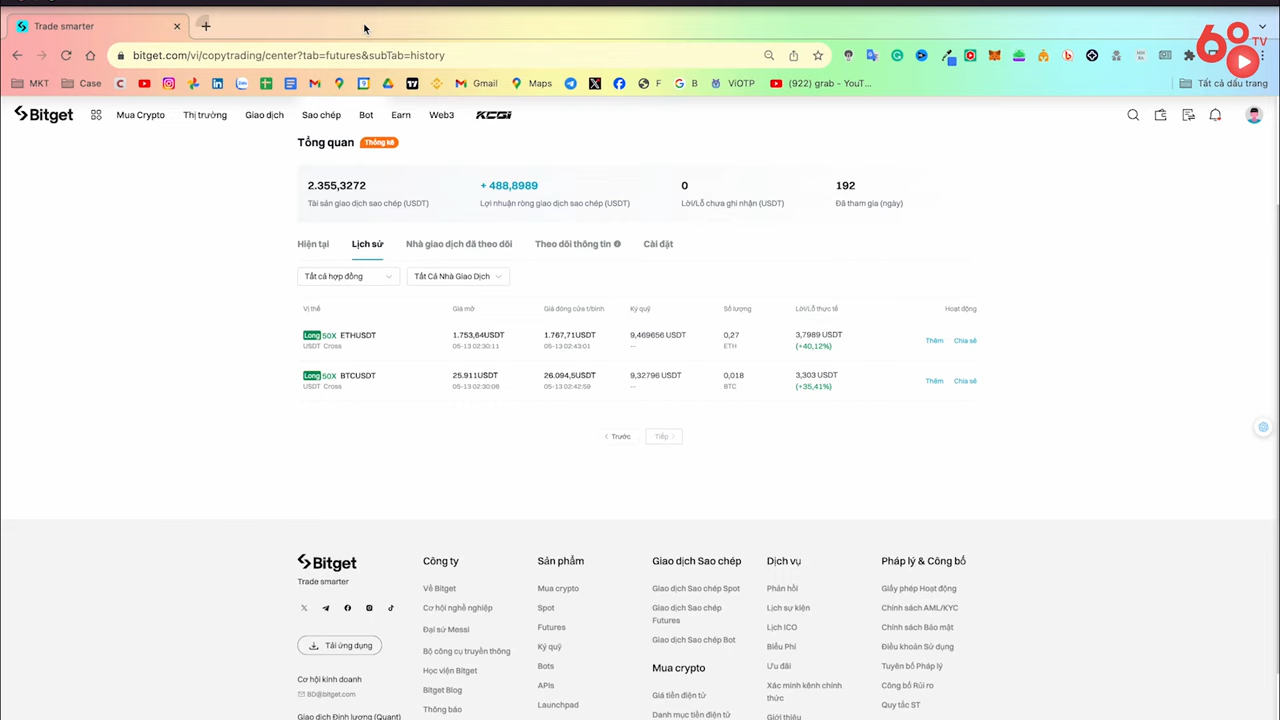 Trade smarter
68 TV
bitget.com/vi/copytrading/center?tab=futures&subTab=history
MKT Case Gmail Maps F B ViOTP (922) grab - YouT... Tất cả dấu trang
Bitget Mua Crypto Thị trường Giao dịch Sao chép Bot Earn Web3 KCGI
Tổng quan Thống kê
2.355,3272 + 488,8989 0 192
Tài sản giao dịch sao chép (USDT) Lợi nhuận ròng giao dịch sao chép (USDT) Lời/Lỗ chưa ghi nhận (USDT) Đã tham gia (ngày)
Hiện tại Lịch sử Nhà giao dịch đã theo dõi Theo dõi thông tin Cài đặt
Tất cả hợp đồng Tất Cả Nhà Giao Dịch
Vị thế Giá mở Giá đóng cửa t/bình Ký quỹ Số lượng Lời/Lỗ thực tế Hoạt động
Long 50X ETHUSDT 1.753,64USDT 1.767,71USDT 9,469656 USDT 0,27 3,7989 USDT Thêm Chia sẻ
USDT Cross 05-13 02:30:11 05-13 02:43:01 -- ETH (+40,12%)
Long 50X BTCUSDT 25.911USDT 26.094,5USDT 9,32796 USDT 0,018 3,303 USDT Thêm Chia sẻ
USDT Cross 05-13 02:30:06 05-13 02:42:59 -- BTC (+35,41%)
Trước Tiếp
Bitget
Trade smarter
Tải ứng dụng
Cơ hội kinh doanh
BD@bitget.com
Giao dịch Định lượng (Quant)
Công ty
Về Bitget
Cơ hội nghề nghiệp
Đại sứ Messi
Bộ công cụ truyền thông
Học viện Bitget
Bitget Blog
Thông báo
Sản phẩm
Mua crypto
Spot
Futures
Ký quỹ
Bots
APIs
Launchpad
Giao dịch Sao chép
Giao dịch Sao chép Spot
Giao dịch Sao chép
Futures
Giao dịch Sao chép Bot
Mua crypto
Giá tiền điện tử
Danh mục tiền điện tử
Dịch vụ
Phản hồi
Lịch sự kiện
Lịch ICO
Biểu Phí
Ưu đãi
Xác minh kênh chính
thức
Giới thiệu
Pháp lý & Công bố
Giấy phép Hoạt động
Chính sách AML/KYC
Chính sách Bảo mật
Điều khoản Sử dụng
Tuyên bố Pháp lý
Công bố Rủi ro
Quy tắc ST